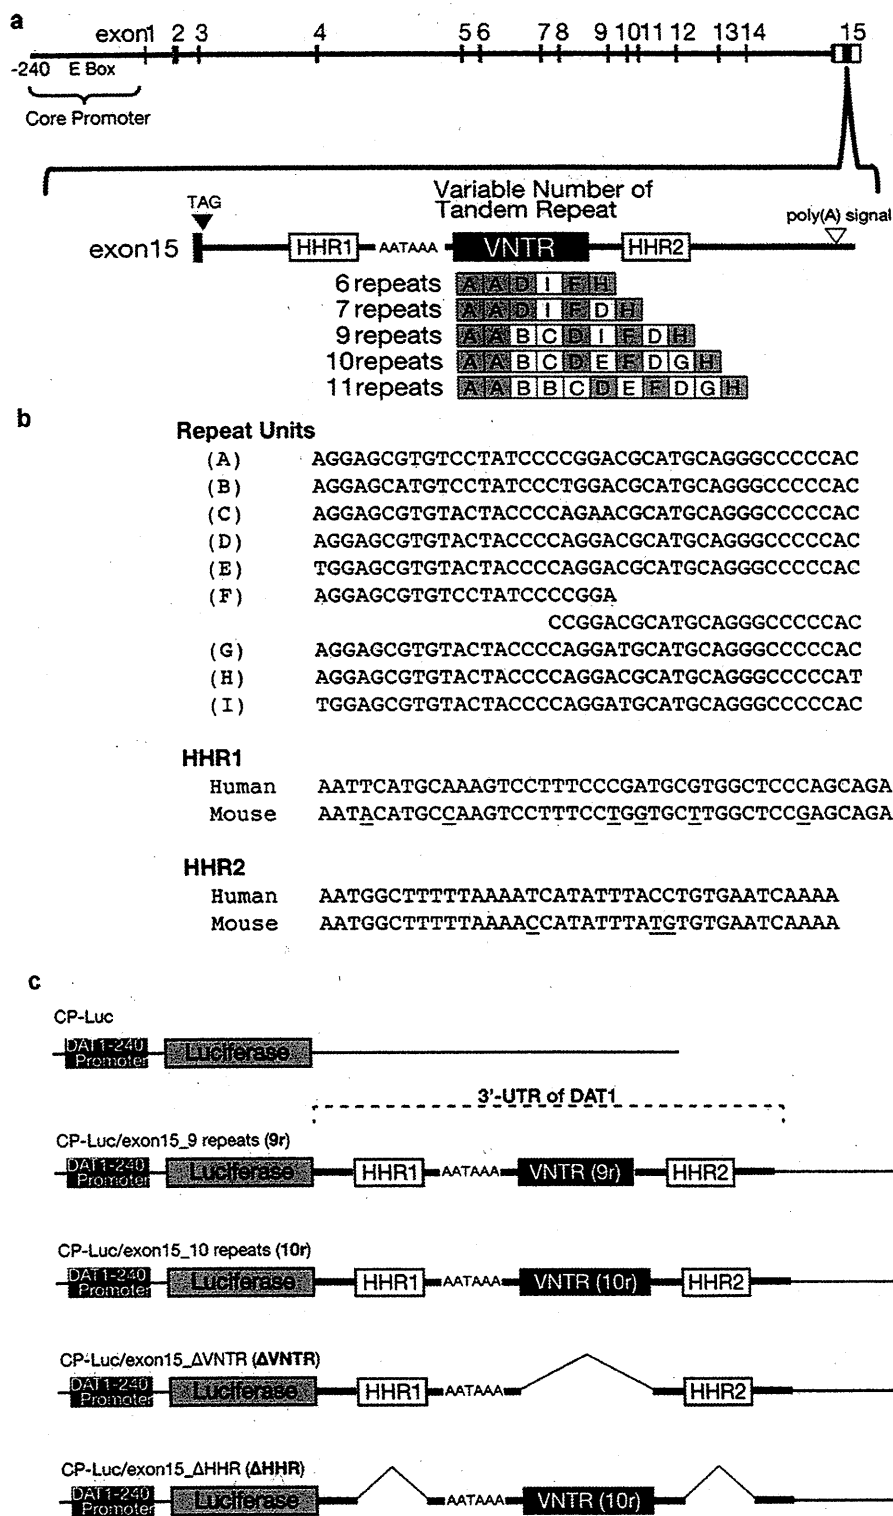 a
exon1 2 3 4 5 6 7 8 9 10 11 12 13 14 15
-240 E Box
Core Promoter
Variable Number of
Tandem Repeat
TAG
poly(A) signal
exon15 HHR1 AATAAA VNTR HHR2
6 repeats A A D I F H
7 repeats A A D I F D H
9 repeats A A B C D I F D H
10 repeats A A B C D E F D G H
11 repeats A A B B C D E F D G H
b
Repeat Units
(A) AGGAGCGTGTCCTATCCCCGGACGCATGCAGGGCCCCCAC
(B) AGGAGCATGTCCTATCCCTGGACGCATGCAGGGCCCCCAC
(C) AGGAGCGTGTACTACCCCAGAACGCATGCAGGGCCCCCAC
(D) AGGAGCGTGTACTACCCCAGGACGCATGCAGGGCCCCCAC
(E) TGGAGCGTGTACTACCCCAGGACGCATGCAGGGCCCCCAC
(F) AGGAGCGTGTCCTATCCCCGGA
CCGGACGCATGCAGGGCCCCCAC
(G) AGGAGCGTGTACTACCCCAGGATGCATGCAGGGCCCCCAC
(H) AGGAGCGTGTACTACCCCAGGACGCATGCAGGGCCCCCAT
(I) TGGAGCGTGTACTACCCCAGGATGCATGCAGGGCCCCCAC
HHR1
Human AATTCATGCAAAGTCCTTTCCCGATGCGTGGCTCCCAGCAGA
Mouse AATACATGCCAAGTCCTTTCCTGGTGCTTGGCTCCGAGCAGA
HHR2
Human AATGGCTTTTTAAAATCATATTTACCTGTGAATCAAAA
Mouse AATGGCTTTTTAAAACCATATTTATGTGTGAATCAAAA
c
CP-Luc
DAT1-240
Promoter Luciferase
3'-UTR of DAT1
CP-Luc/exon15_9 repeats (9r)
DAT1-240
Promoter Luciferase HHR1 AATAAA VNTR (9r) HHR2
CP-Luc/exon15_10 repeats (10r)
DAT1-240
Promoter Luciferase HHR1 AATAAA VNTR (10r) HHR2
CP-Luc/exon15_ΔVNTR (ΔVNTR)
DAT1-240
Promoter Luciferase HHR1 AATAAA HHR2
CP-Luc/exon15_ΔHHR (ΔHHR)
DAT1-240
Promoter Luciferase AATAAA VNTR (10r)